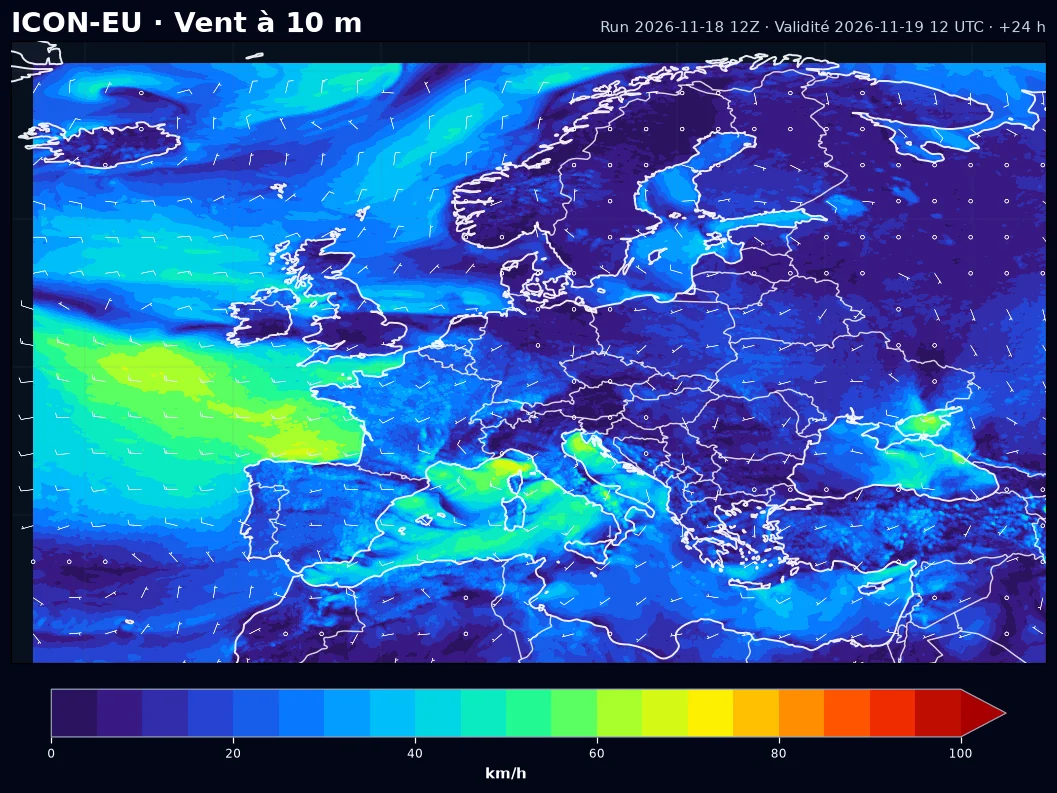 ICON-EU · Vent à 10 m
Run 2026-11-18 12Z · Validité 2026-11-19 12 UTC · +24 h
0 20 40 60 80 100
km/h